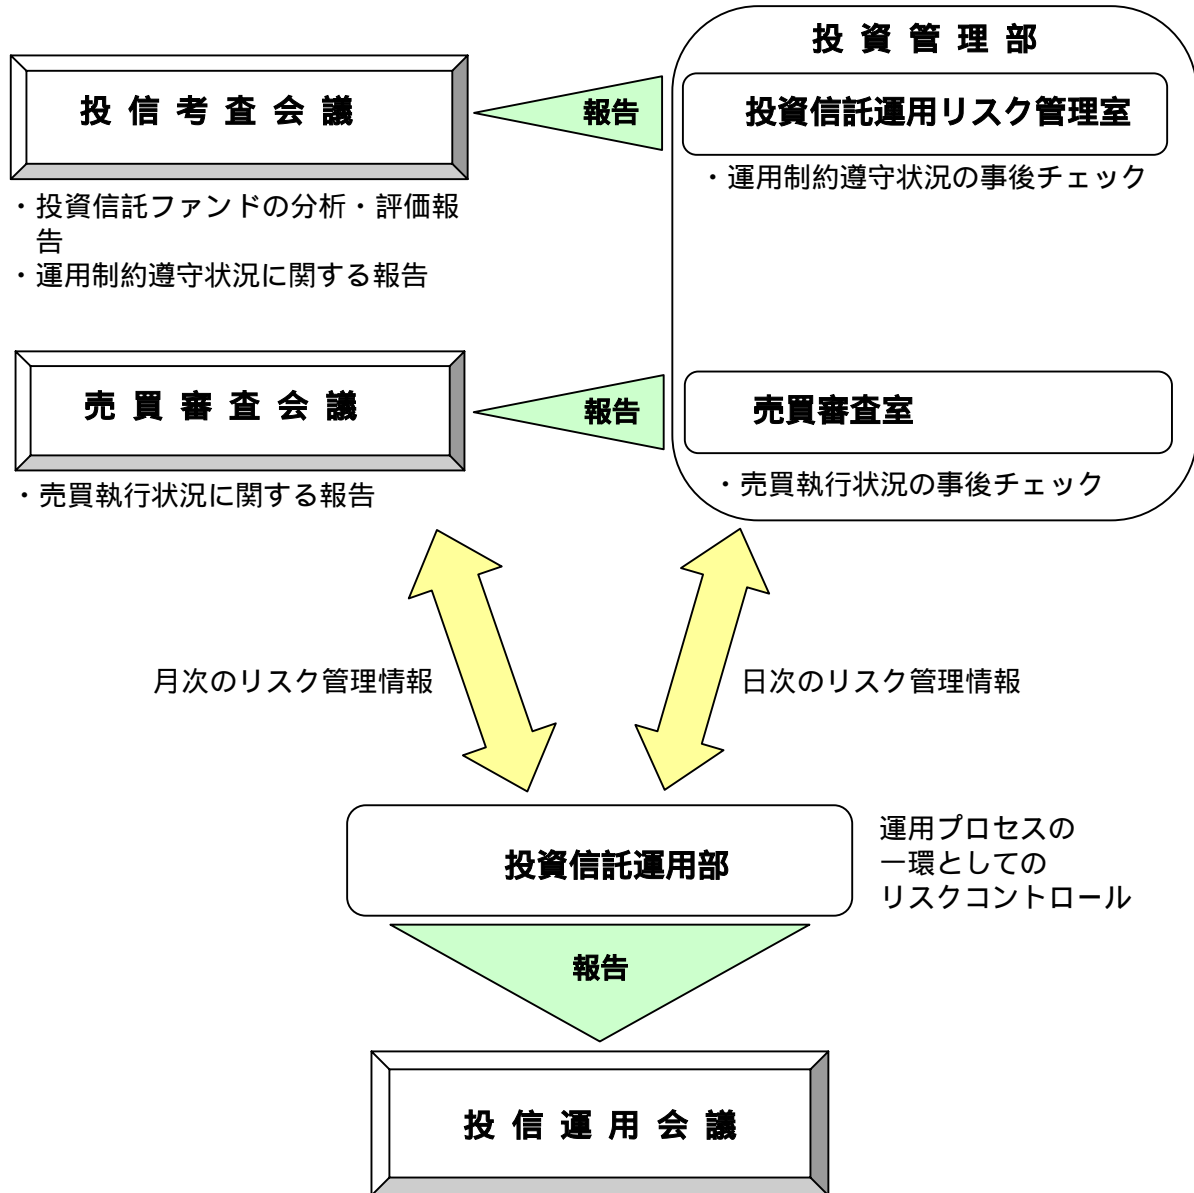 投資管理部
投信考査会議
報告
投資信託運用リスク管理室
・運用制約遵守状況の事後チェック
・投資信託ファンドの分析・評価報
告
・運用制約遵守状況に関する報告
売買審査会議
報告
売買審査室
・売買執行状況に関する報告
・売買執行状況の事後チェック
月次のリスク管理情報
日次のリスク管理情報
投資信託運用部
運用プロセスの
一環としての
リスクコントロール
報告
投信運用会議